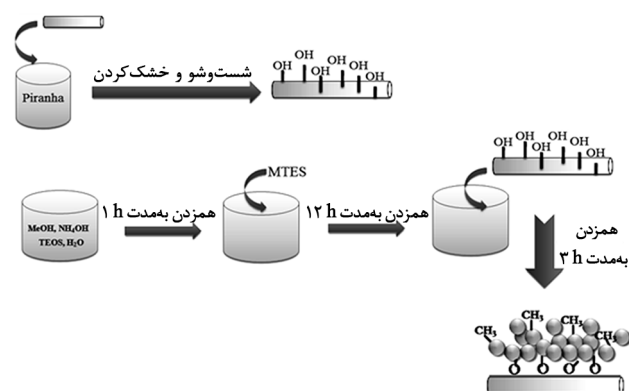 Piranha
شست‌وشو و خشک‌کردن
OH OH OH OH OH OH
MeOH, NH₄OH
TEOS, H₂O
همزدن به‌مدت ۱ h
MTES
همزدن به‌مدت ۱۲ h
OH OH OH OH OH OH
همزدن
به‌مدت ۳ h
CH₃ CH₃ CH₃ CH₃
O O O O